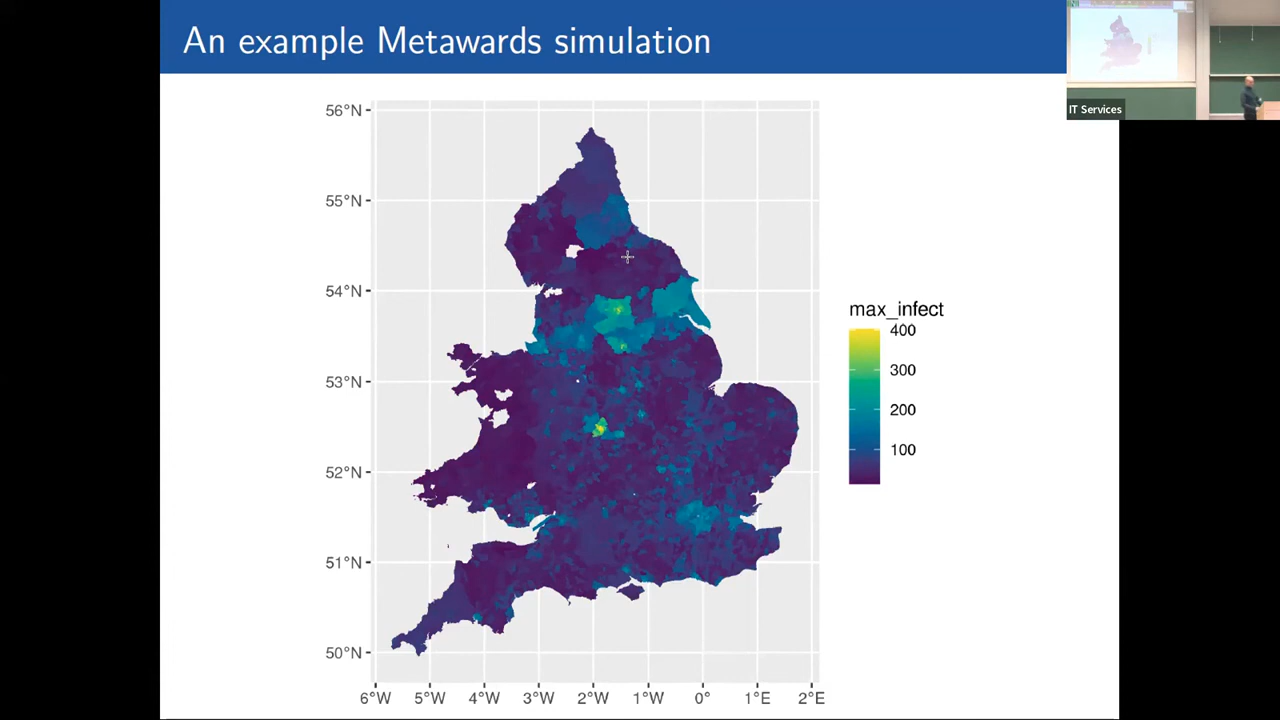 An example Metawards simulation
IT Services
56°N
55°N
54°N
53°N
52°N
51°N
50°N
6°W 5°W 4°W 3°W 2°W 1°W 0° 1°E 2°E
max_infect
400
300
200
100